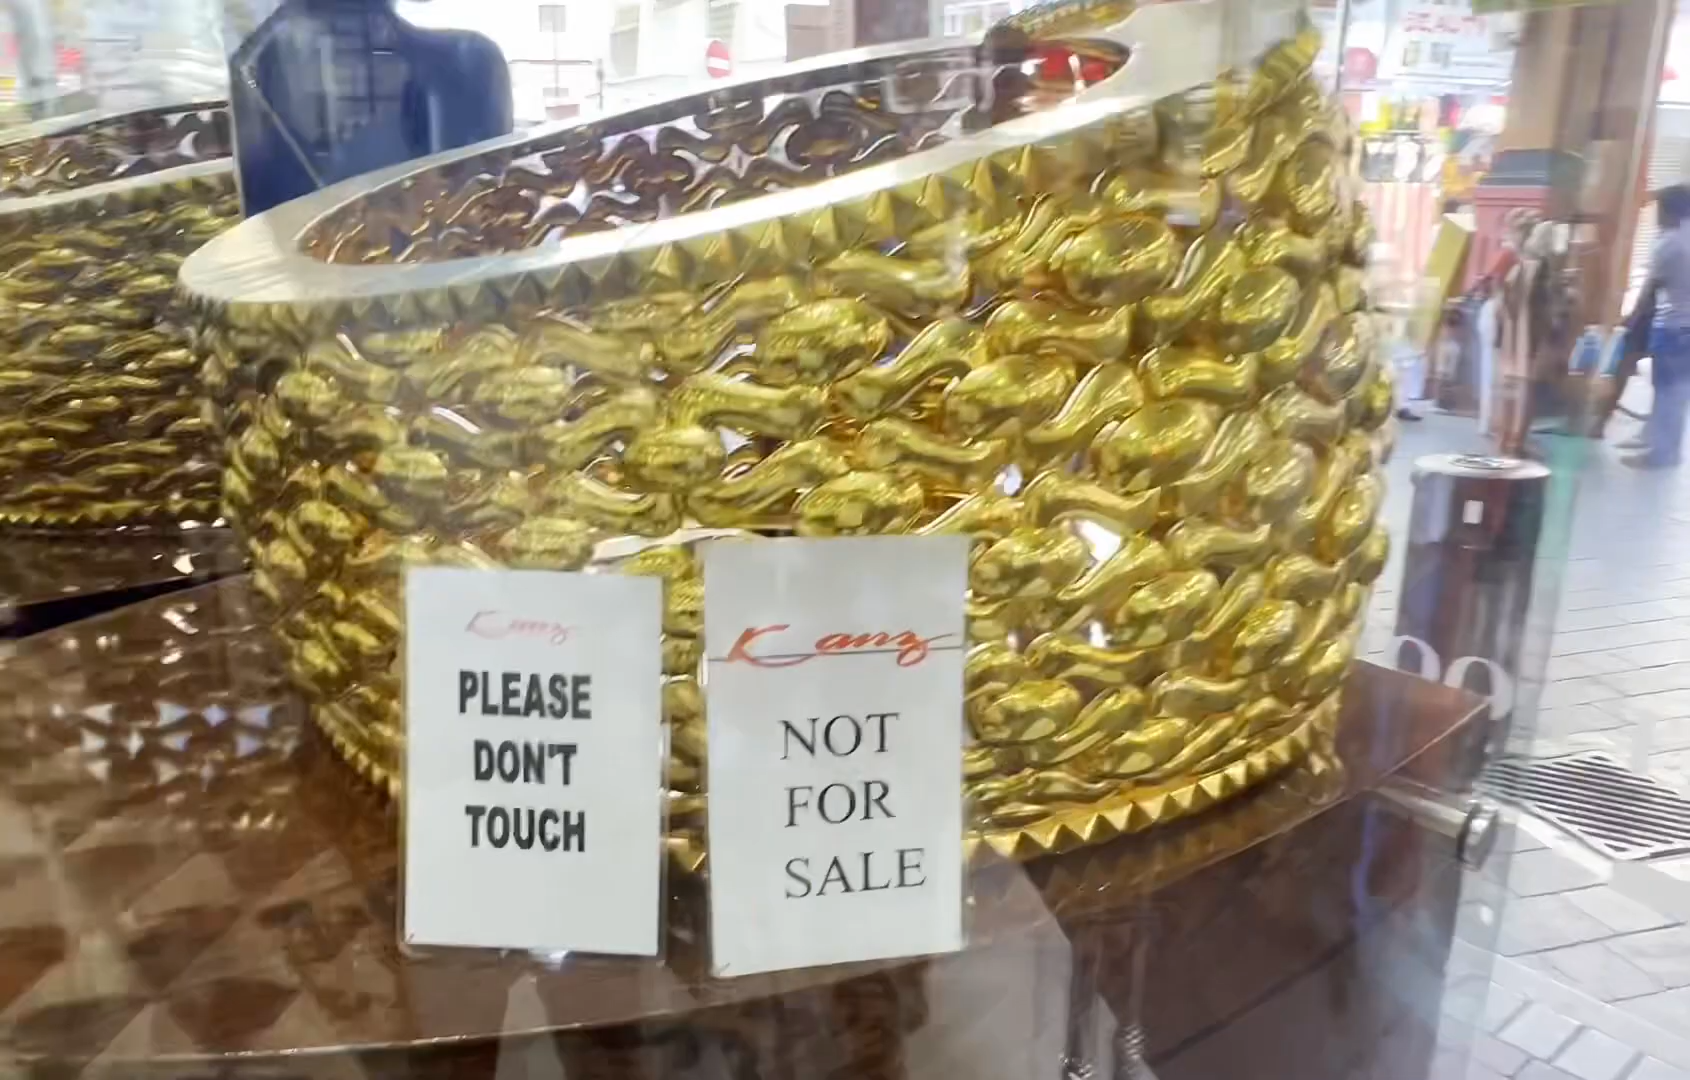 Kanz
PLEASE
DON'T
TOUCH
Kanz
NOT
FOR
SALE